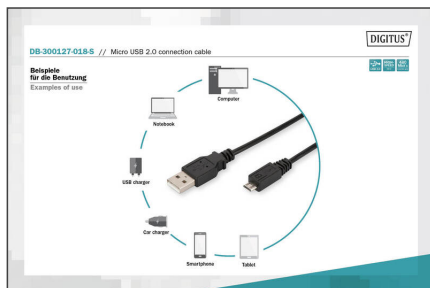 DIGITUS®
DB-300127-018-S // Micro USB 2.0 connection cable
Beispiele
für die Benutzung
Examples of use
Computer
Notebook
USB charger
Car charger
Smartphone
Tablet